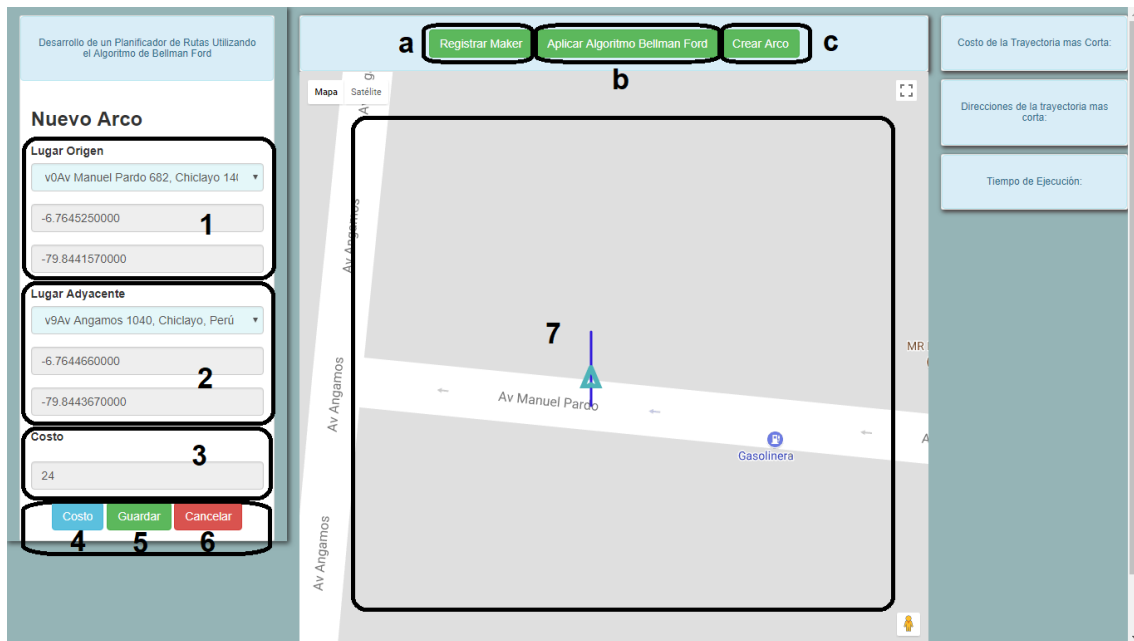 Desarrollo de un Planificador de Rutas Utilizando
el Algoritmo de Bellman Ford
Nuevo Arco
Lugar Origen
v0Av Manuel Pardo 682, Chiclayo 14(
-6.7645250000
1
-79.8441570000
Lugar Adyacente
v9Av Angamos 1040, Chiclayo, Perú
-6.7644660000
2
-79.8443670000
Costo
3
24
Costo
Guardar
Cancelar
4
5
6
a
Registrar Maker
Aplicar Algoritmo Bellman Ford
Crear Arco
c
b
Mapa
Satélite
Av
Av Angamos
7
MR
Av Angamos
Av Manuel Pardo
A
Gasolinera
Av Angamos
Costo de la Trayectoria mas Corta:
Direcciones de la trayectoria mas
corta:
Tiempo de Ejecución: